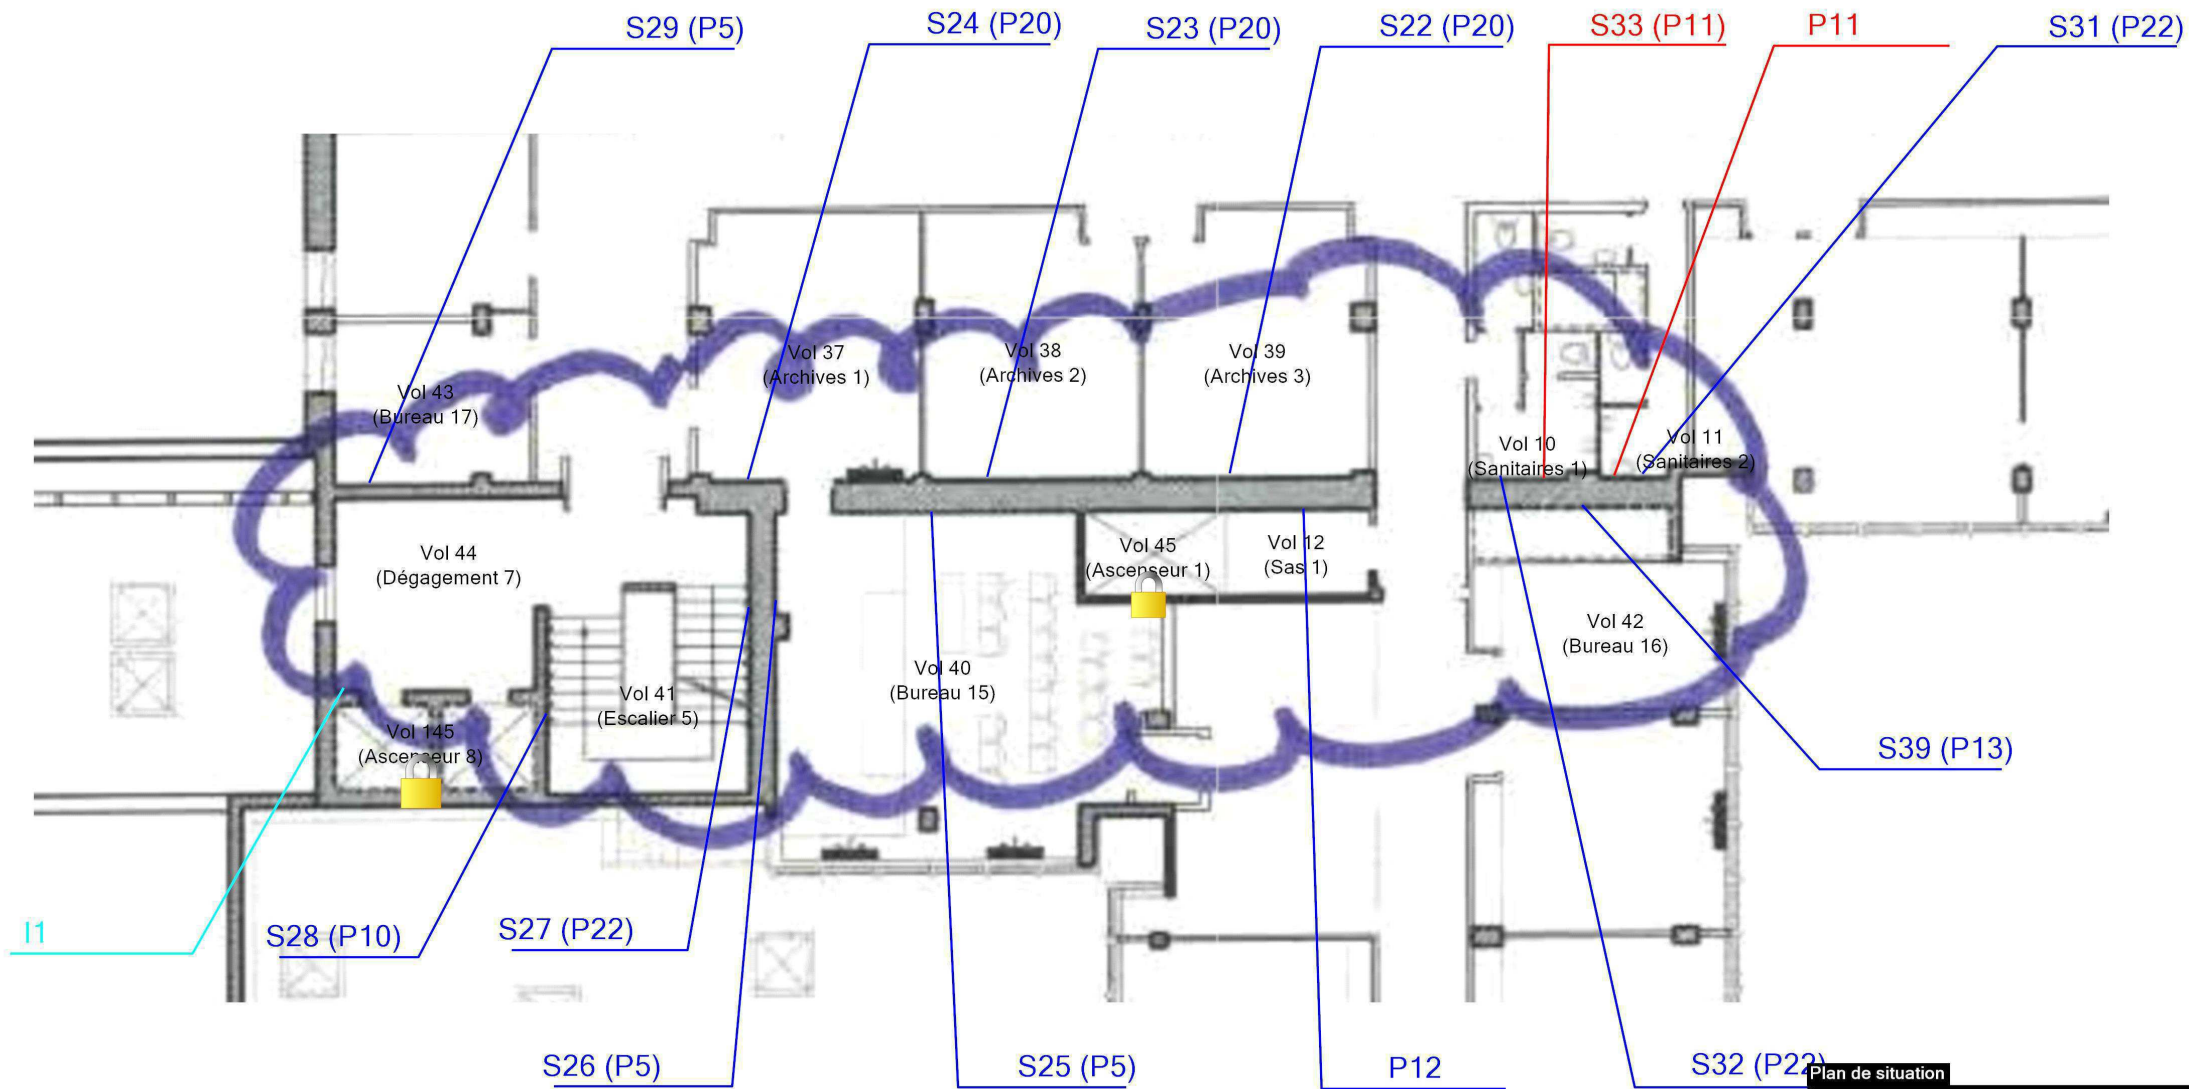 S29 (P5)
S24 (P20)
S23 (P20)
S22 (P20)
S33 (P11)
P11
S31 (P22)
Vol 37
(Archives 1)
Vol 38
(Archives 2)
Vol 39
(Archives 3)
Vol 43
(Bureau 17)
Vol 10
(Sanitaires 1)
Vol 11
(Sanitaires 2)
Vol 44
(Dégagement 7)
Vol 45
(Ascenseur 1)
Vol 12
(Sas 1)
Vol 42
(Bureau 16)
Vol 40
(Bureau 15)
Vol 41
(Escalier 5)
Vol 145
(Ascenseur 8)
S39 (P13)
I1
S28 (P10)
S27 (P22)
S26 (P5)
S25 (P5)
P12
S32 (P22)
Plan de situation